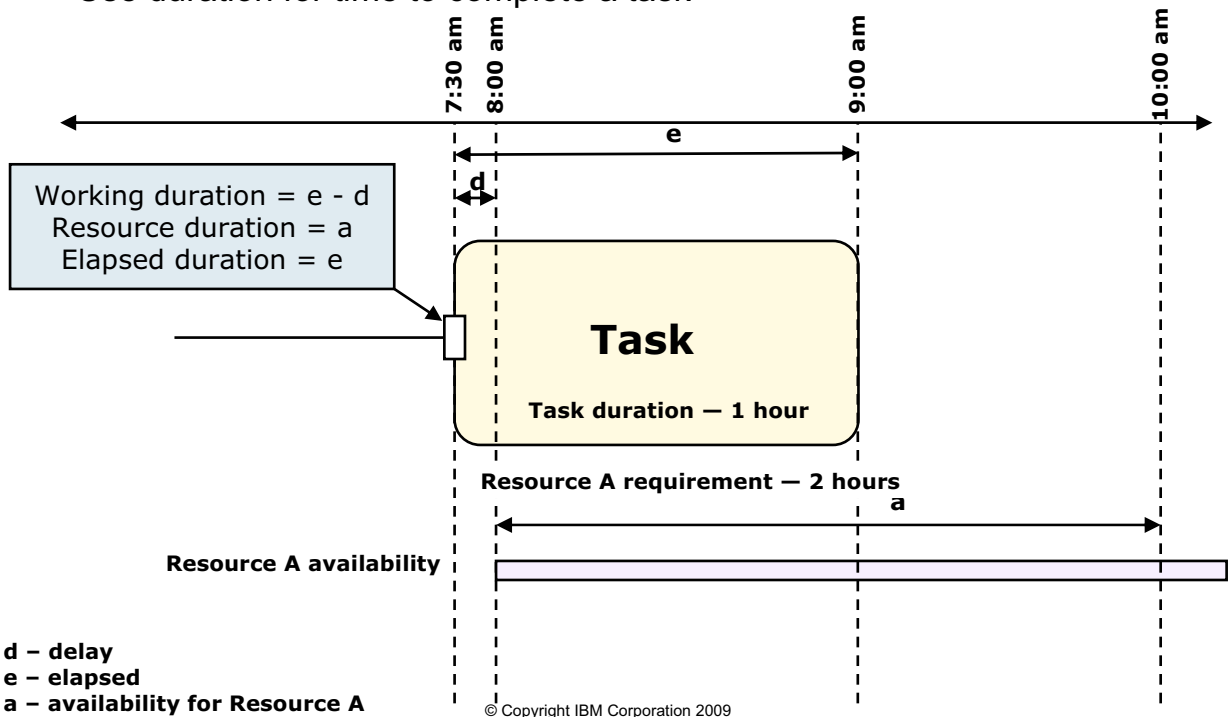 7:30 am
8:00 am
9:00 am
10:00 am
e
d
Working duration = e - d
Resource duration = a
Elapsed duration = e
Task
Task duration — 1 hour
Resource A requirement — 2 hours
a
Resource A availability
d – delay
e – elapsed
a – availability for Resource A
© Copyright IBM Corporation 2009